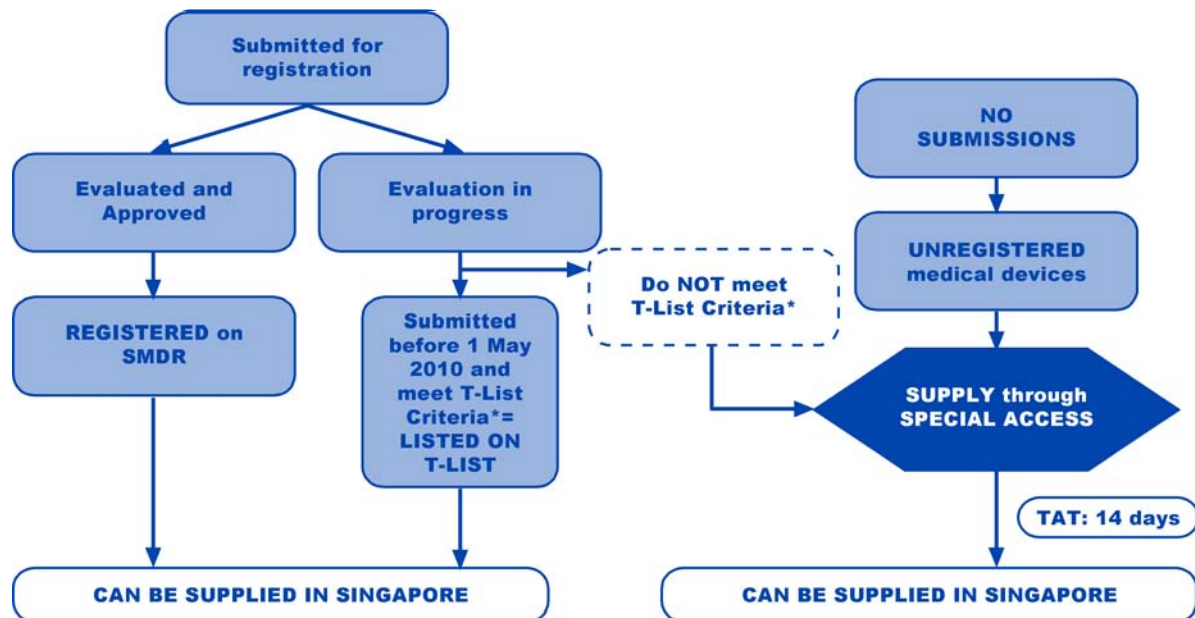 Submitted for
registration
NO
SUBMISSIONS
Evaluated and
Approved
Evaluation in
progress
UNREGISTERED
medical devices
Do NOT meet
T-List Criteria*
REGISTERED on
SMDR
Submitted
before 1 May
2010 and
meet T-List
Criteria*=
LISTED ON
T-LIST
SUPPLY through
SPECIAL ACCESS
TAT: 14 days
CAN BE SUPPLIED IN SINGAPORE
CAN BE SUPPLIED IN SINGAPORE